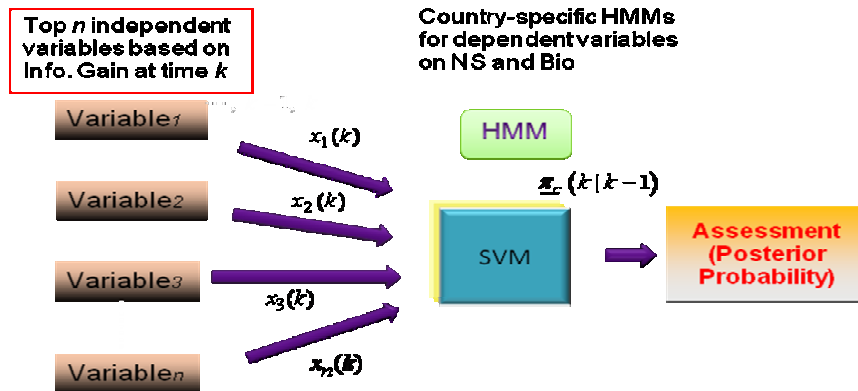 Top n independent
variables based on
Info. Gain at time k
Country-specific HMMs
for dependent variables
on NS and Bio
Variable1
x1(k)
HMM
Variable2
x2(k)
π_c(k|k−1)
SVM
Assessment
(Posterior
Probability)
Variable3
x3(k)
Variablen
xn(k)